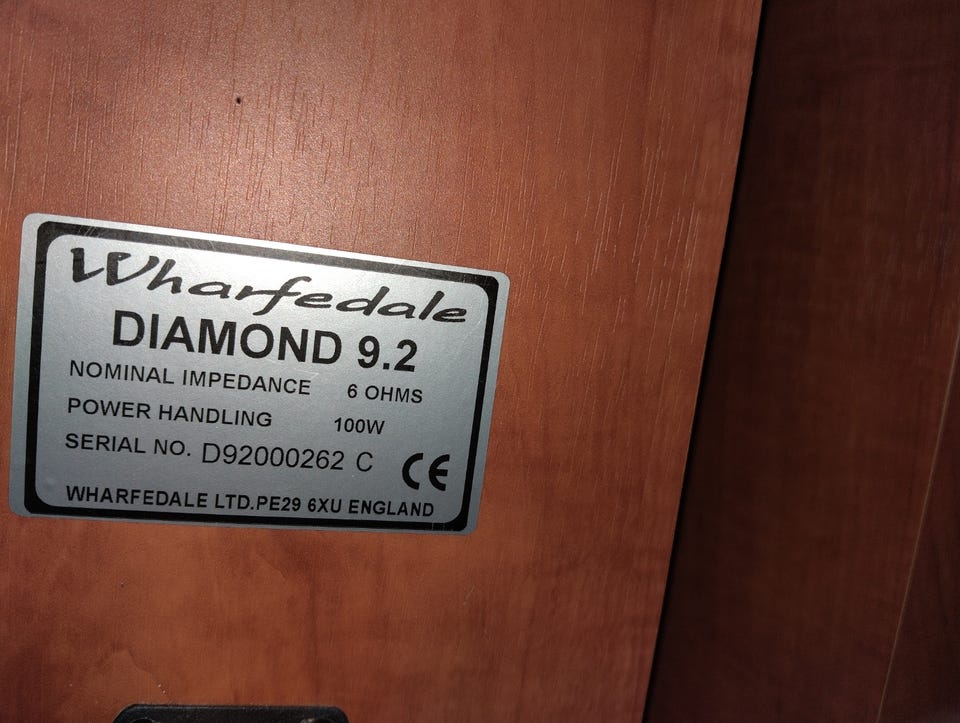 Wharfedale
DIAMOND 9.2
NOMINAL IMPEDANCE 6 OHMS
POWER HANDLING 100W
SERIAL NO. D92000262 C CE
WHARFEDALE LTD.PE29 6XU ENGLAND